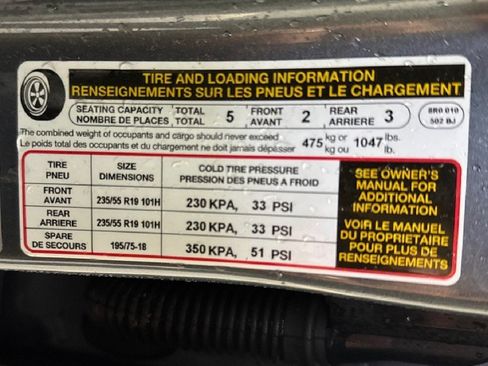 TIRE AND LOADING INFORMATION
RENSEIGNEMENTS SUR LES PNEUS ET LE CHARGEMENT
SEATING CAPACITY TOTAL 5 FRONT 2 REAR 3 8R0 010
NOMBRE DE PLACES TOTAL AVANT ARRIERE 502 BJ
The combined weight of occupants and cargo should never exceed 475 kg or 1047 lbs.
Le poids total des occupants et du chargement ne doit jamais dépasser kg ou lb.
TIRE SIZE COLD TIRE PRESSURE
PNEU DIMENSIONS PRESSION DES PNEUS A FROID
FRONT
AVANT 235/55 R19 101H 230 KPA, 33 PSI
REAR
ARRIERE 235/55 R19 101H 230 KPA, 33 PSI
SPARE
DE SECOURS 195/75-18 350 KPA, 51 PSI
SEE OWNER'S
MANUAL FOR
ADDITIONAL
INFORMATION
VOIR LE MANUEL
DU PROPRIETAIRE
POUR PLUS DE
RENSEIGNEMENTS